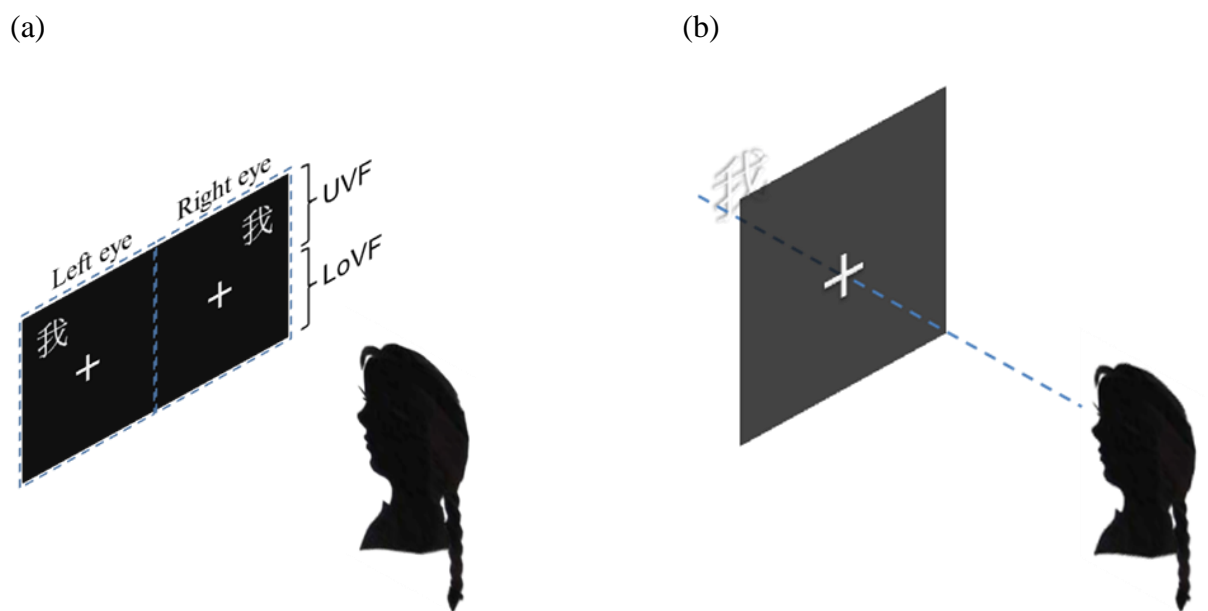 (a)
(b)
Left eye
Right eye
UVF
LoVF
我
我
我